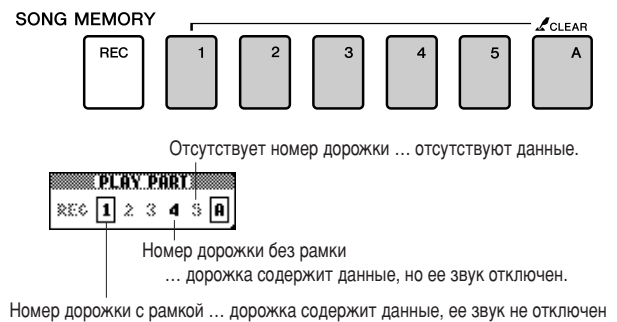 SONG MEMORY
CLEAR
REC 1 2 3 4 5 A
Отсутствует номер дорожки ... отсутствуют данные.
PLAY PART
REC 1 2 3 4 5 A
Номер дорожки без рамки
... дорожка содержит данные, но ее звук отключен.
Номер дорожки с рамкой ... дорожка содержит данные, ее звук не отключен